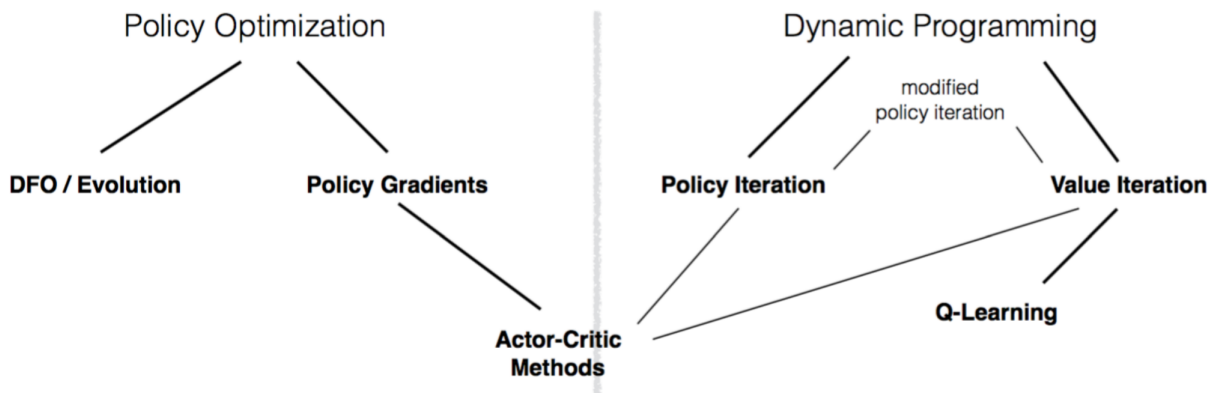 Policy Optimization
Dynamic Programming
modified
policy iteration
DFO / Evolution
Policy Gradients
Policy Iteration
Value Iteration
Q-Learning
Actor-Critic
Methods